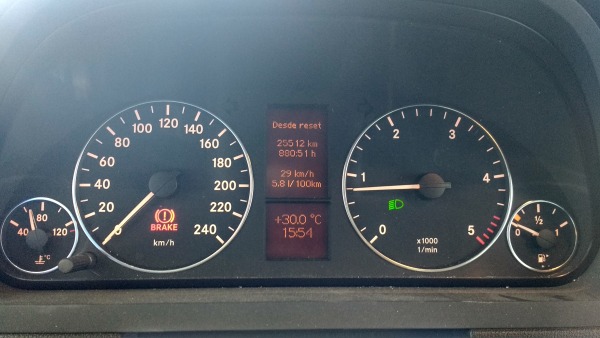 40
80
120
°C
0
20
40
60
80
100
120
140
160
180
200
220
240
BRAKE
km/h
Desde reset
25512 km
880:51 h
29 km/h
5.8 l/100km
+30.0 °C
15:54
0
1
2
3
4
5
x1000
1/min
0
½
1